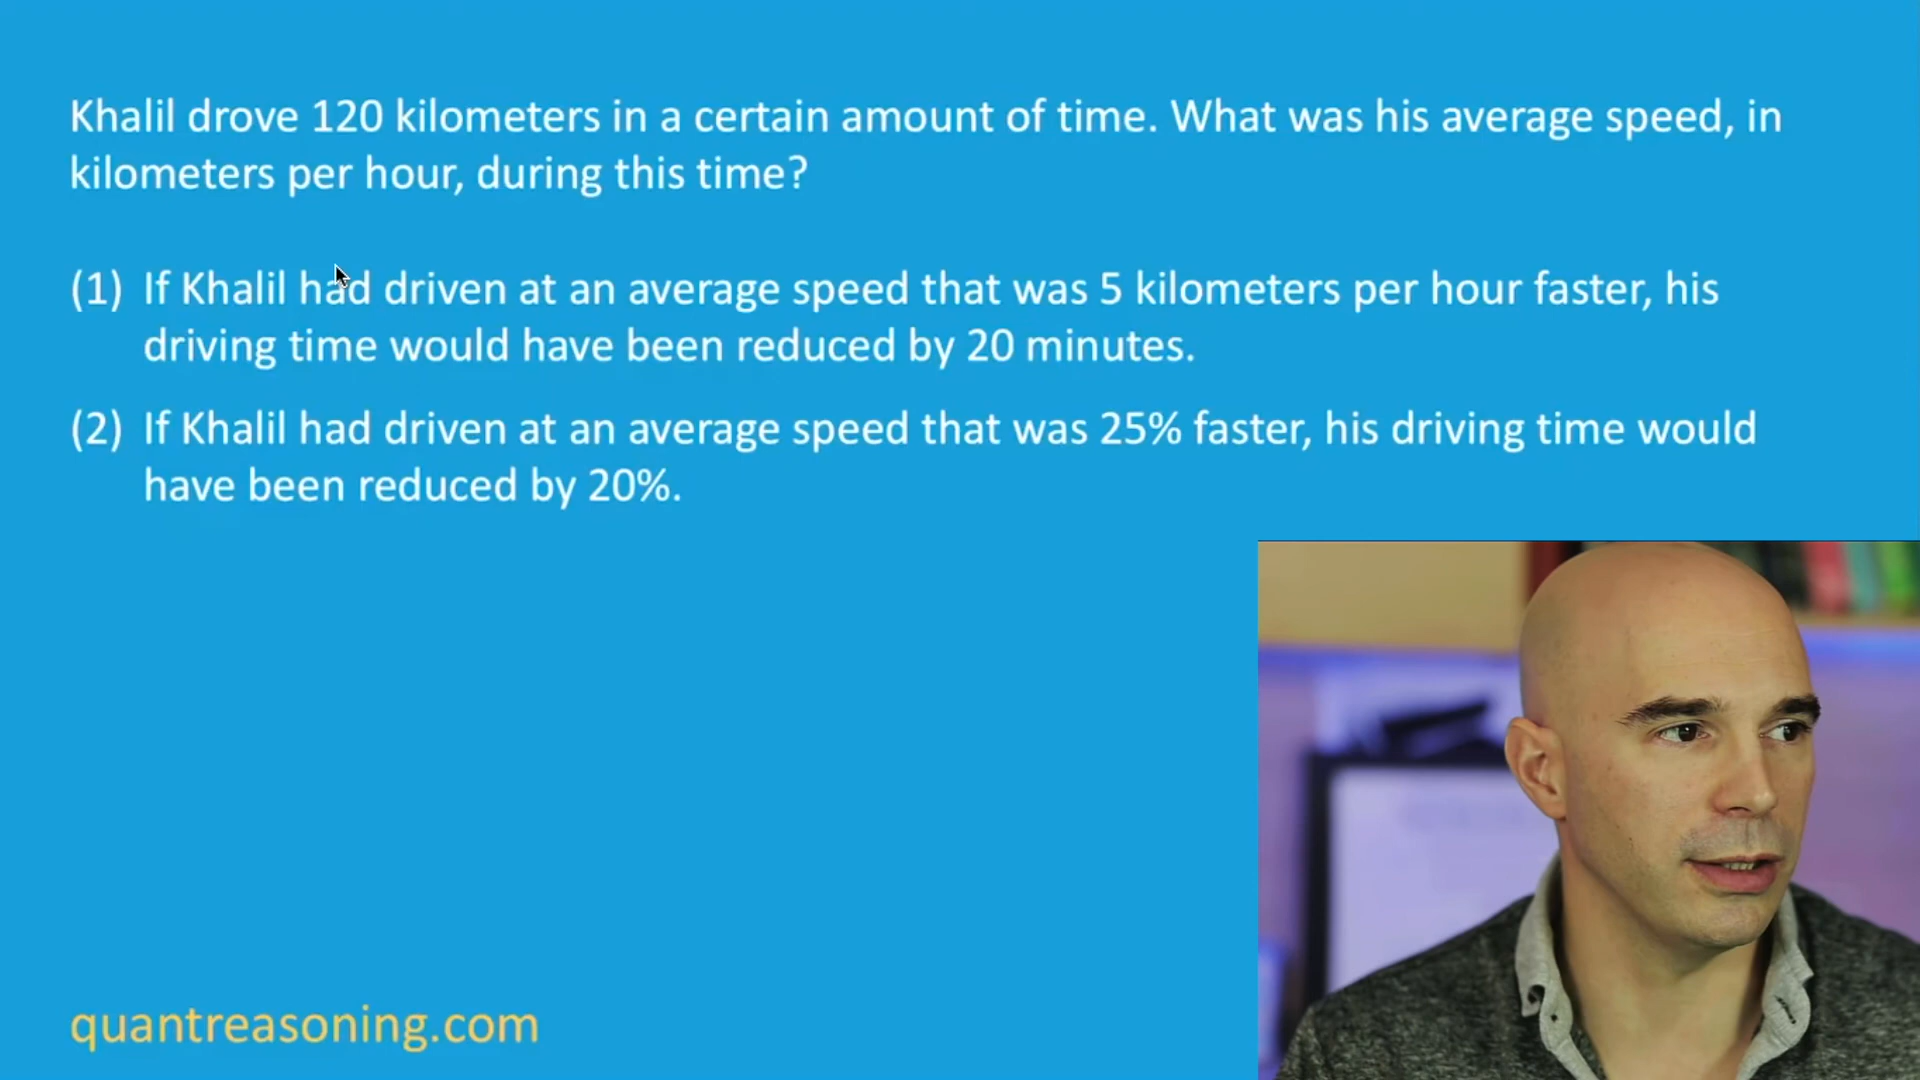 Khalil drove 120 kilometers in a certain amount of time. What was his average speed, in
kilometers per hour, during this time?
(1) If Khalil had driven at an average speed that was 5 kilometers per hour faster, his
driving time would have been reduced by 20 minutes.
(2) If Khalil had driven at an average speed that was 25% faster, his driving time would
have been reduced by 20%.
quantreasoning.com